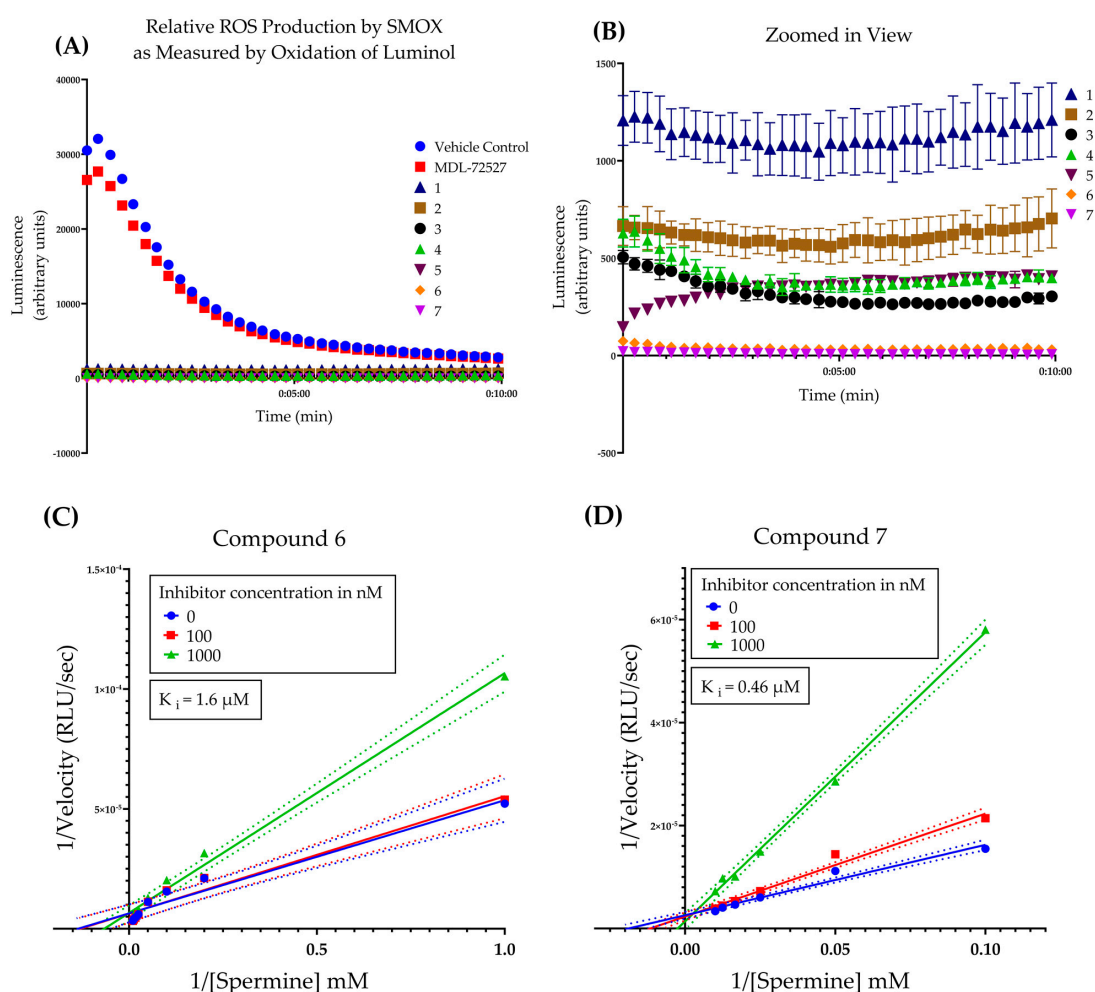 (A)
Relative ROS Production by SMOX
as Measured by Oxidation of Luminol
40000
30000
20000
10000
0
-10000
Luminescence
(arbitrary units)
0:05:00
0:10:00
Time (min)
Vehicle Control
MDL-72527
1
2
3
4
5
6
7
(B)
Zoomed in View
1500
1000
500
0
-500
Luminescence
(arbitrary units)
0:05:00
0:10:00
Time (min)
1
2
3
4
5
6
7
(C)
Compound 6
1.5×10⁻⁴
1×10⁻⁴
5×10⁻⁵
1/Velocity (RLU/sec)
Inhibitor concentration in nM
0
100
1000
K i = 1.6 µM
0.0
0.5
1.0
1/[Spermine] mM
(D)
Compound 7
6×10⁻⁵
4×10⁻⁵
2×10⁻⁵
1/Velocity (RLU/sec)
Inhibitor concentration in nM
0
100
1000
K i = 0.46 µM
0.00
0.05
0.10
1/[Spermine] mM